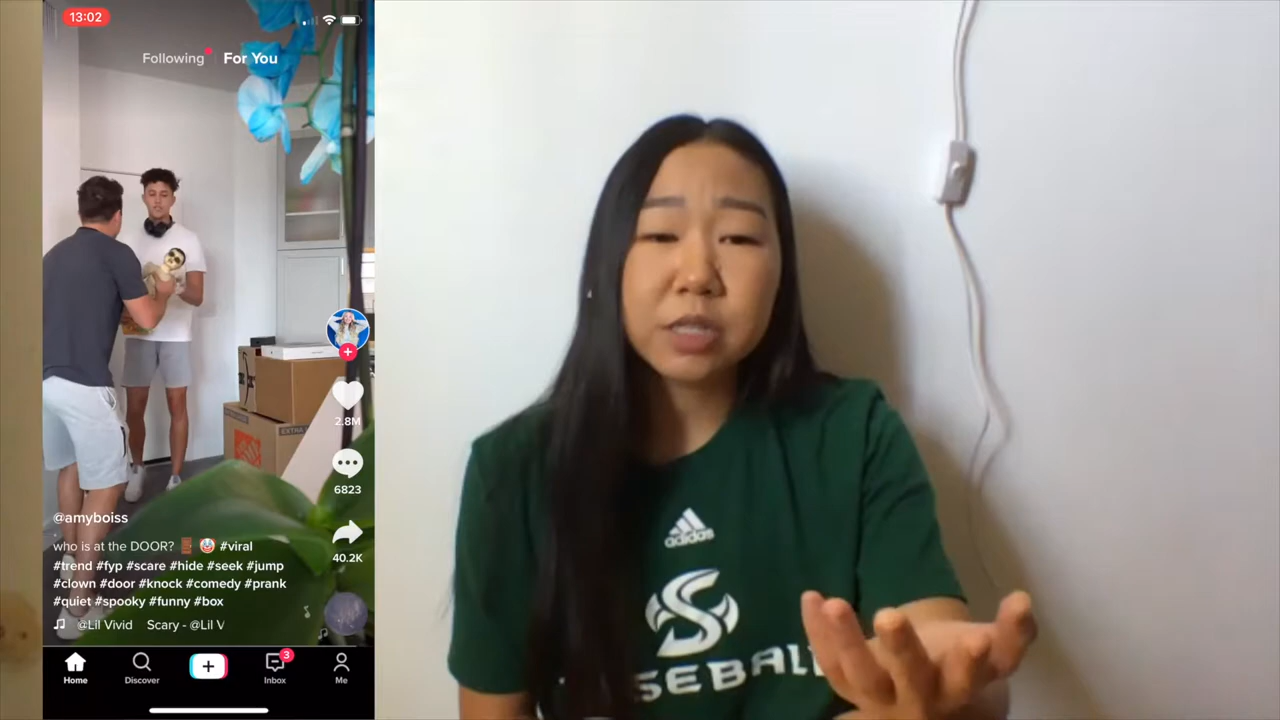 13:02
Following For You
2.8M
6823
40.2K
@amyboiss
who is at the DOOR? 🚪 🤡 #viral
#trend #fyp #scare #hide #seek #jump
#clown #door #knock #comedy #prank
#quiet #spooky #funny #box
@Lil Vivid Scary - @Lil V
Home
Discover
3
Inbox
Me
EXTRA
adidas
S
SEBALL